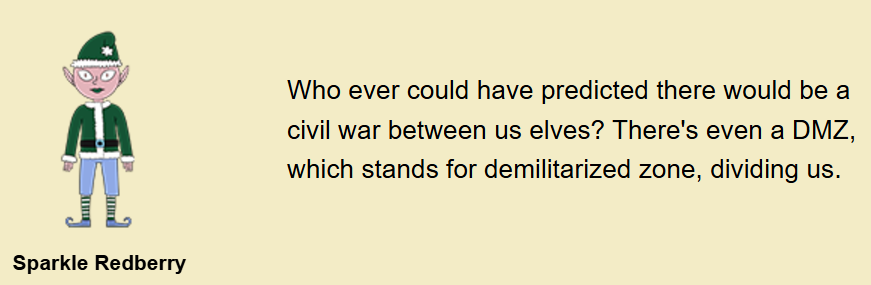 Who ever could have predicted there would be a
civil war between us elves? There's even a DMZ,
which stands for demilitarized zone, dividing us.
Sparkle Redberry